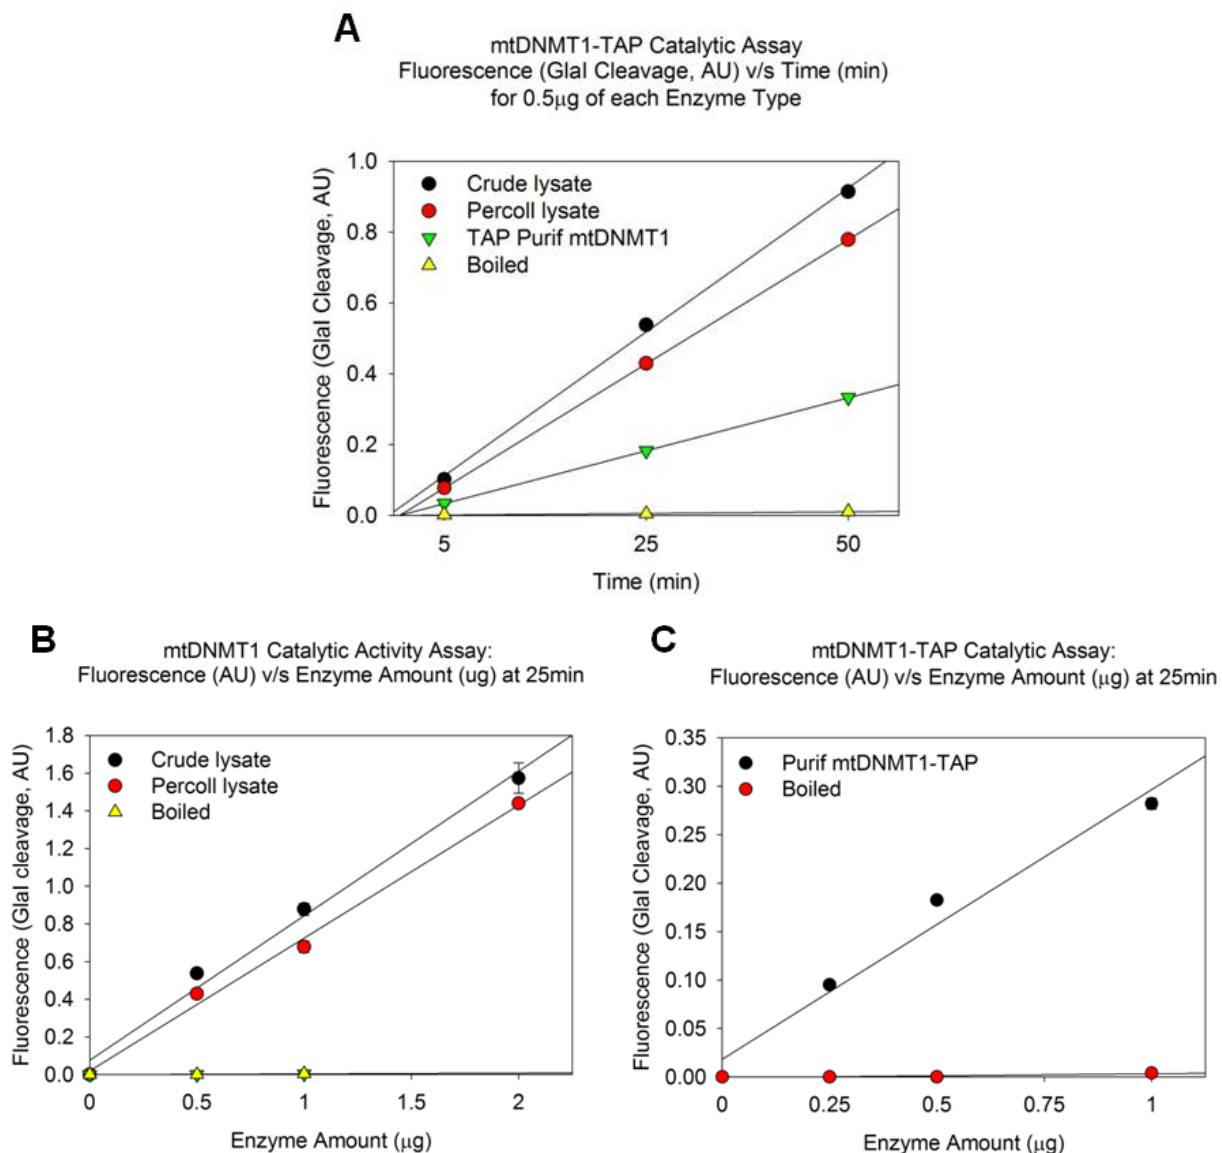 A
mtDNMT1-TAP Catalytic Assay
Fluorescence (GlaI Cleavage, AU) v/s Time (min)
for 0.5μg of each Enzyme Type
Fluorescence (GlaI Cleavage, AU)
1.0
0.8
0.6
0.4
0.2
0.0
Crude lysate
Percoll lysate
TAP Purif mtDNMT1
Boiled
5 25 50
Time (min)
B
mtDNMT1 Catalytic Activity Assay:
Fluorescence (AU) v/s Enzyme Amount (ug) at 25min
Fluorescence (GlaI cleavage, AU)
1.8
1.6
1.4
1.2
1.0
0.8
0.6
0.4
0.2
0.0
Crude lysate
Percoll lysate
Boiled
0 0.5 1 1.5 2
Enzyme Amount (μg)
C
mtDNMT1-TAP Catalytic Assay:
Fluorescence (AU) v/s Enzyme Amount (μg) at 25min
Fluorescence (GlaI Cleavage, AU)
0.35
0.30
0.25
0.20
0.15
0.10
0.05
0.00
Purif mtDNMT1-TAP
Boiled
0 0.25 0.5 0.75 1
Enzyme Amount (μg)